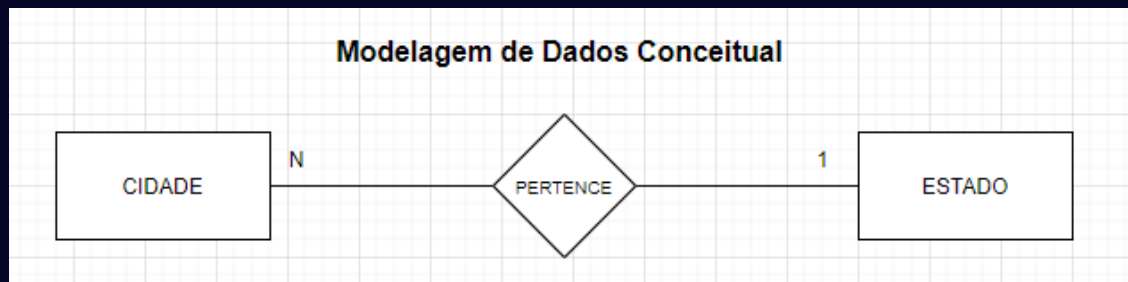 Modelagem de Dados Conceitual
N
1
CIDADE
PERTENCE
ESTADO